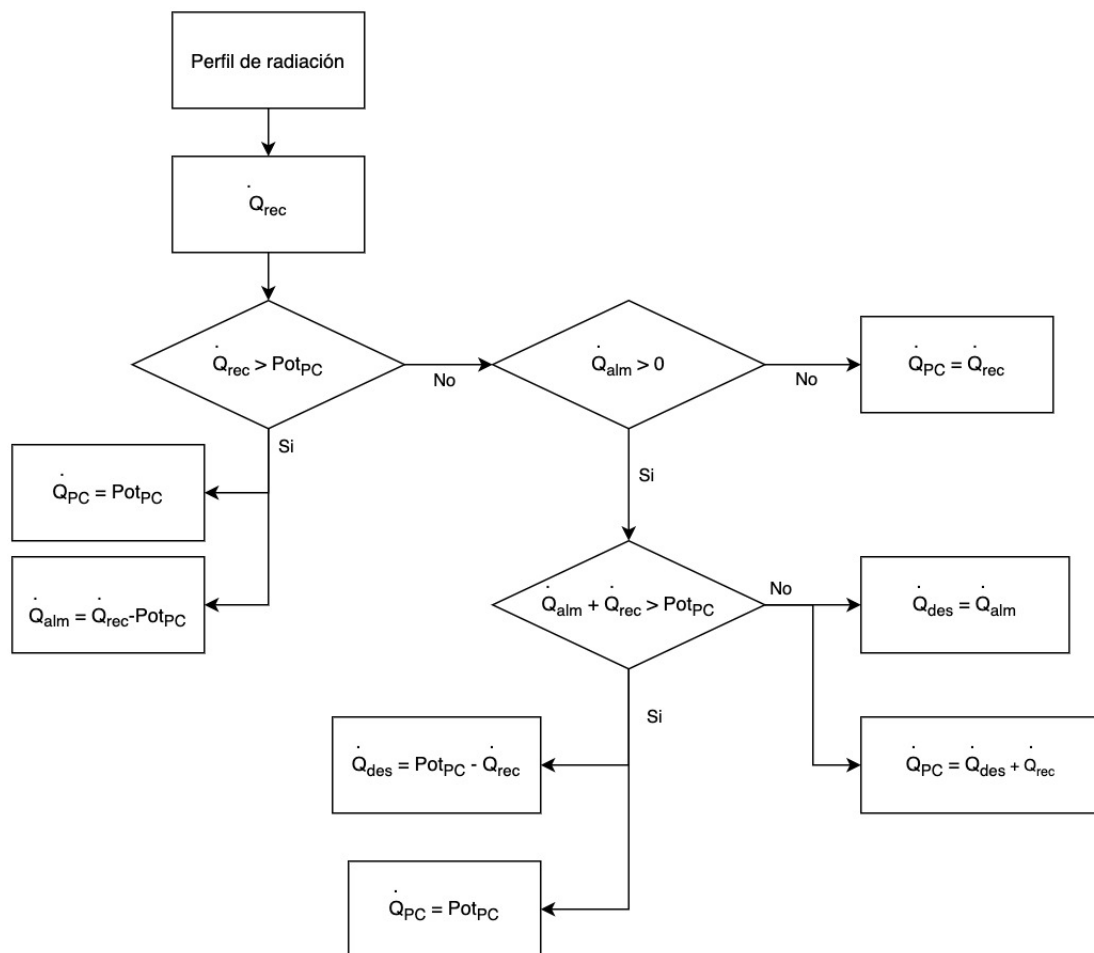 Perfil de radiación
Q̇rec
Q̇rec > PotPC
No
Q̇alm > 0
No
Q̇PC = Q̇rec
Si
Q̇PC = PotPC
Si
Q̇alm = Q̇rec-PotPC
Q̇alm + Q̇rec > PotPC
No
Q̇des = Q̇alm
Si
Q̇des = PotPC - Q̇rec
Q̇PC = Q̇des + Q̇rec
Q̇PC = PotPC